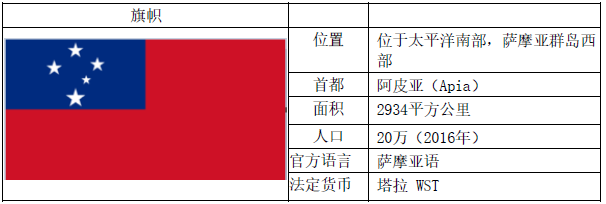 旗帜
位置
位于太平洋南部，萨摩亚群岛西
部
首都
阿皮亚（Apia）
面积
2934平方公里
人口
20万（2016年）
官方语言
萨摩亚语
法定货币
塔拉 WST